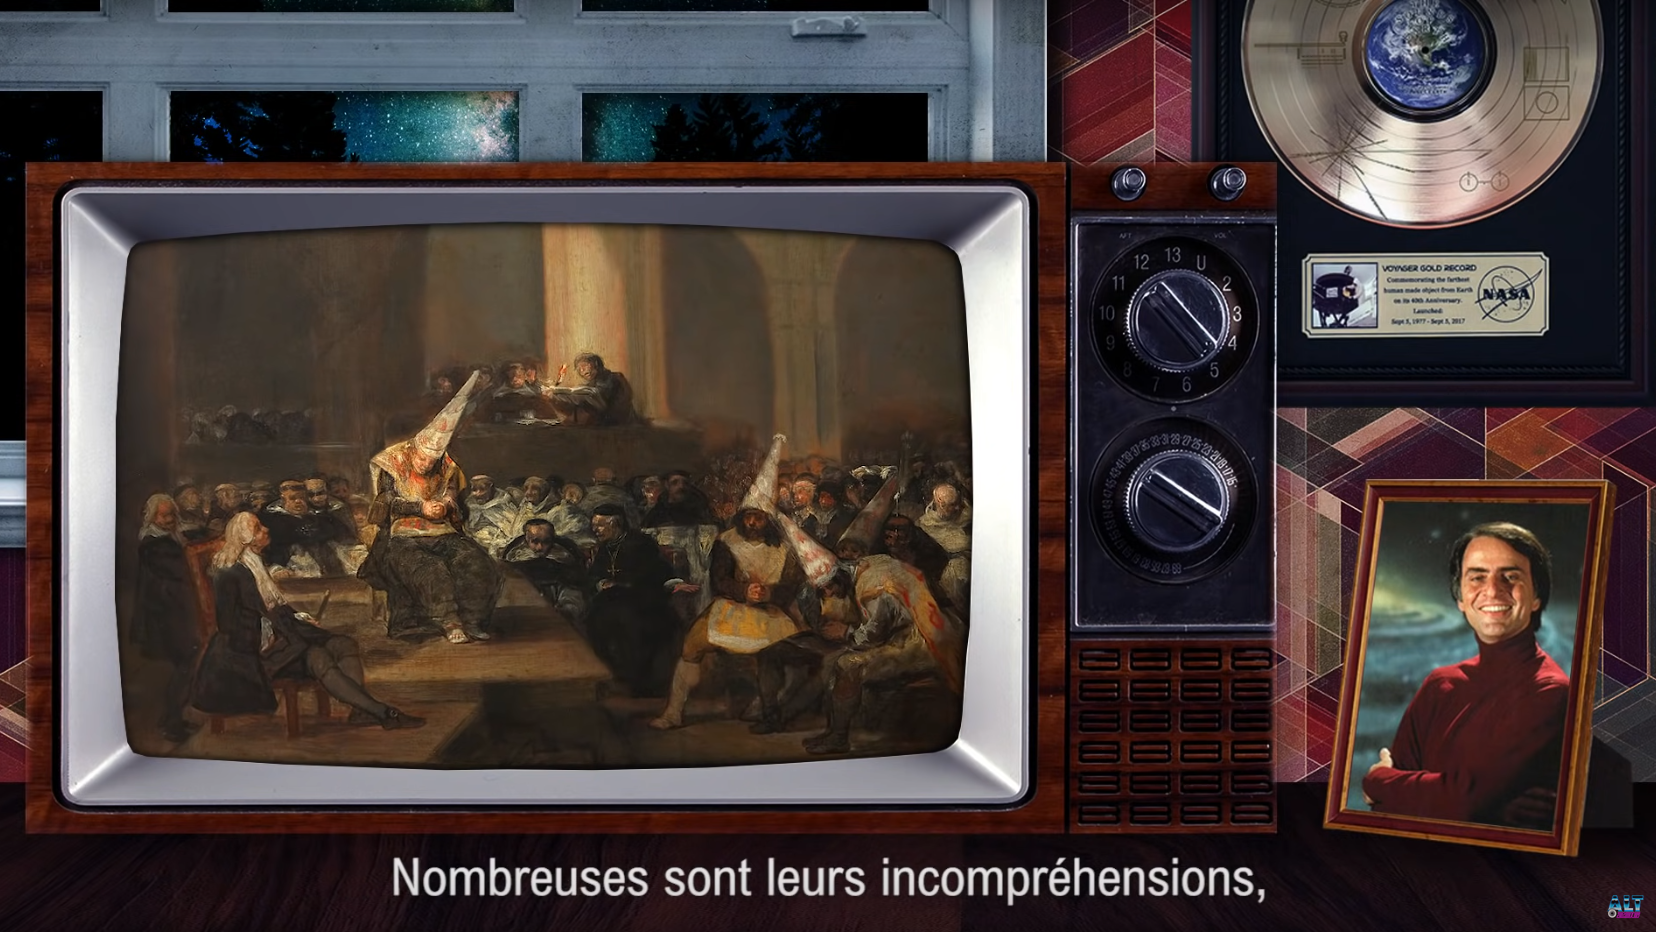 AFT
VOL
13
12
U
11
2
10
3
9
4
8
5
7
6
VOYAGER GOLD RECORD
Commemorating the farthest
human made object from Earth
on its 40th Anniversary.
Launched:
Sept 5, 1977 - Sept 5, 2017
NASA
Nombreuses sont leurs incompréhensions,
ALT